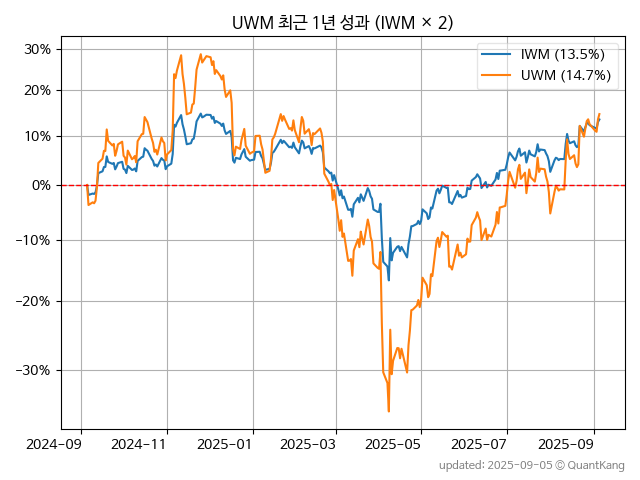 UWM 최근 1년 성과 (IWM × 2)
IWM (13.5%)
UWM (14.7%)
30%
20%
10%
0%
-10%
-20%
-30%
2024-09 2024-11 2025-01 2025-03 2025-05 2025-07 2025-09
updated: 2025-09-05 © QuantKang